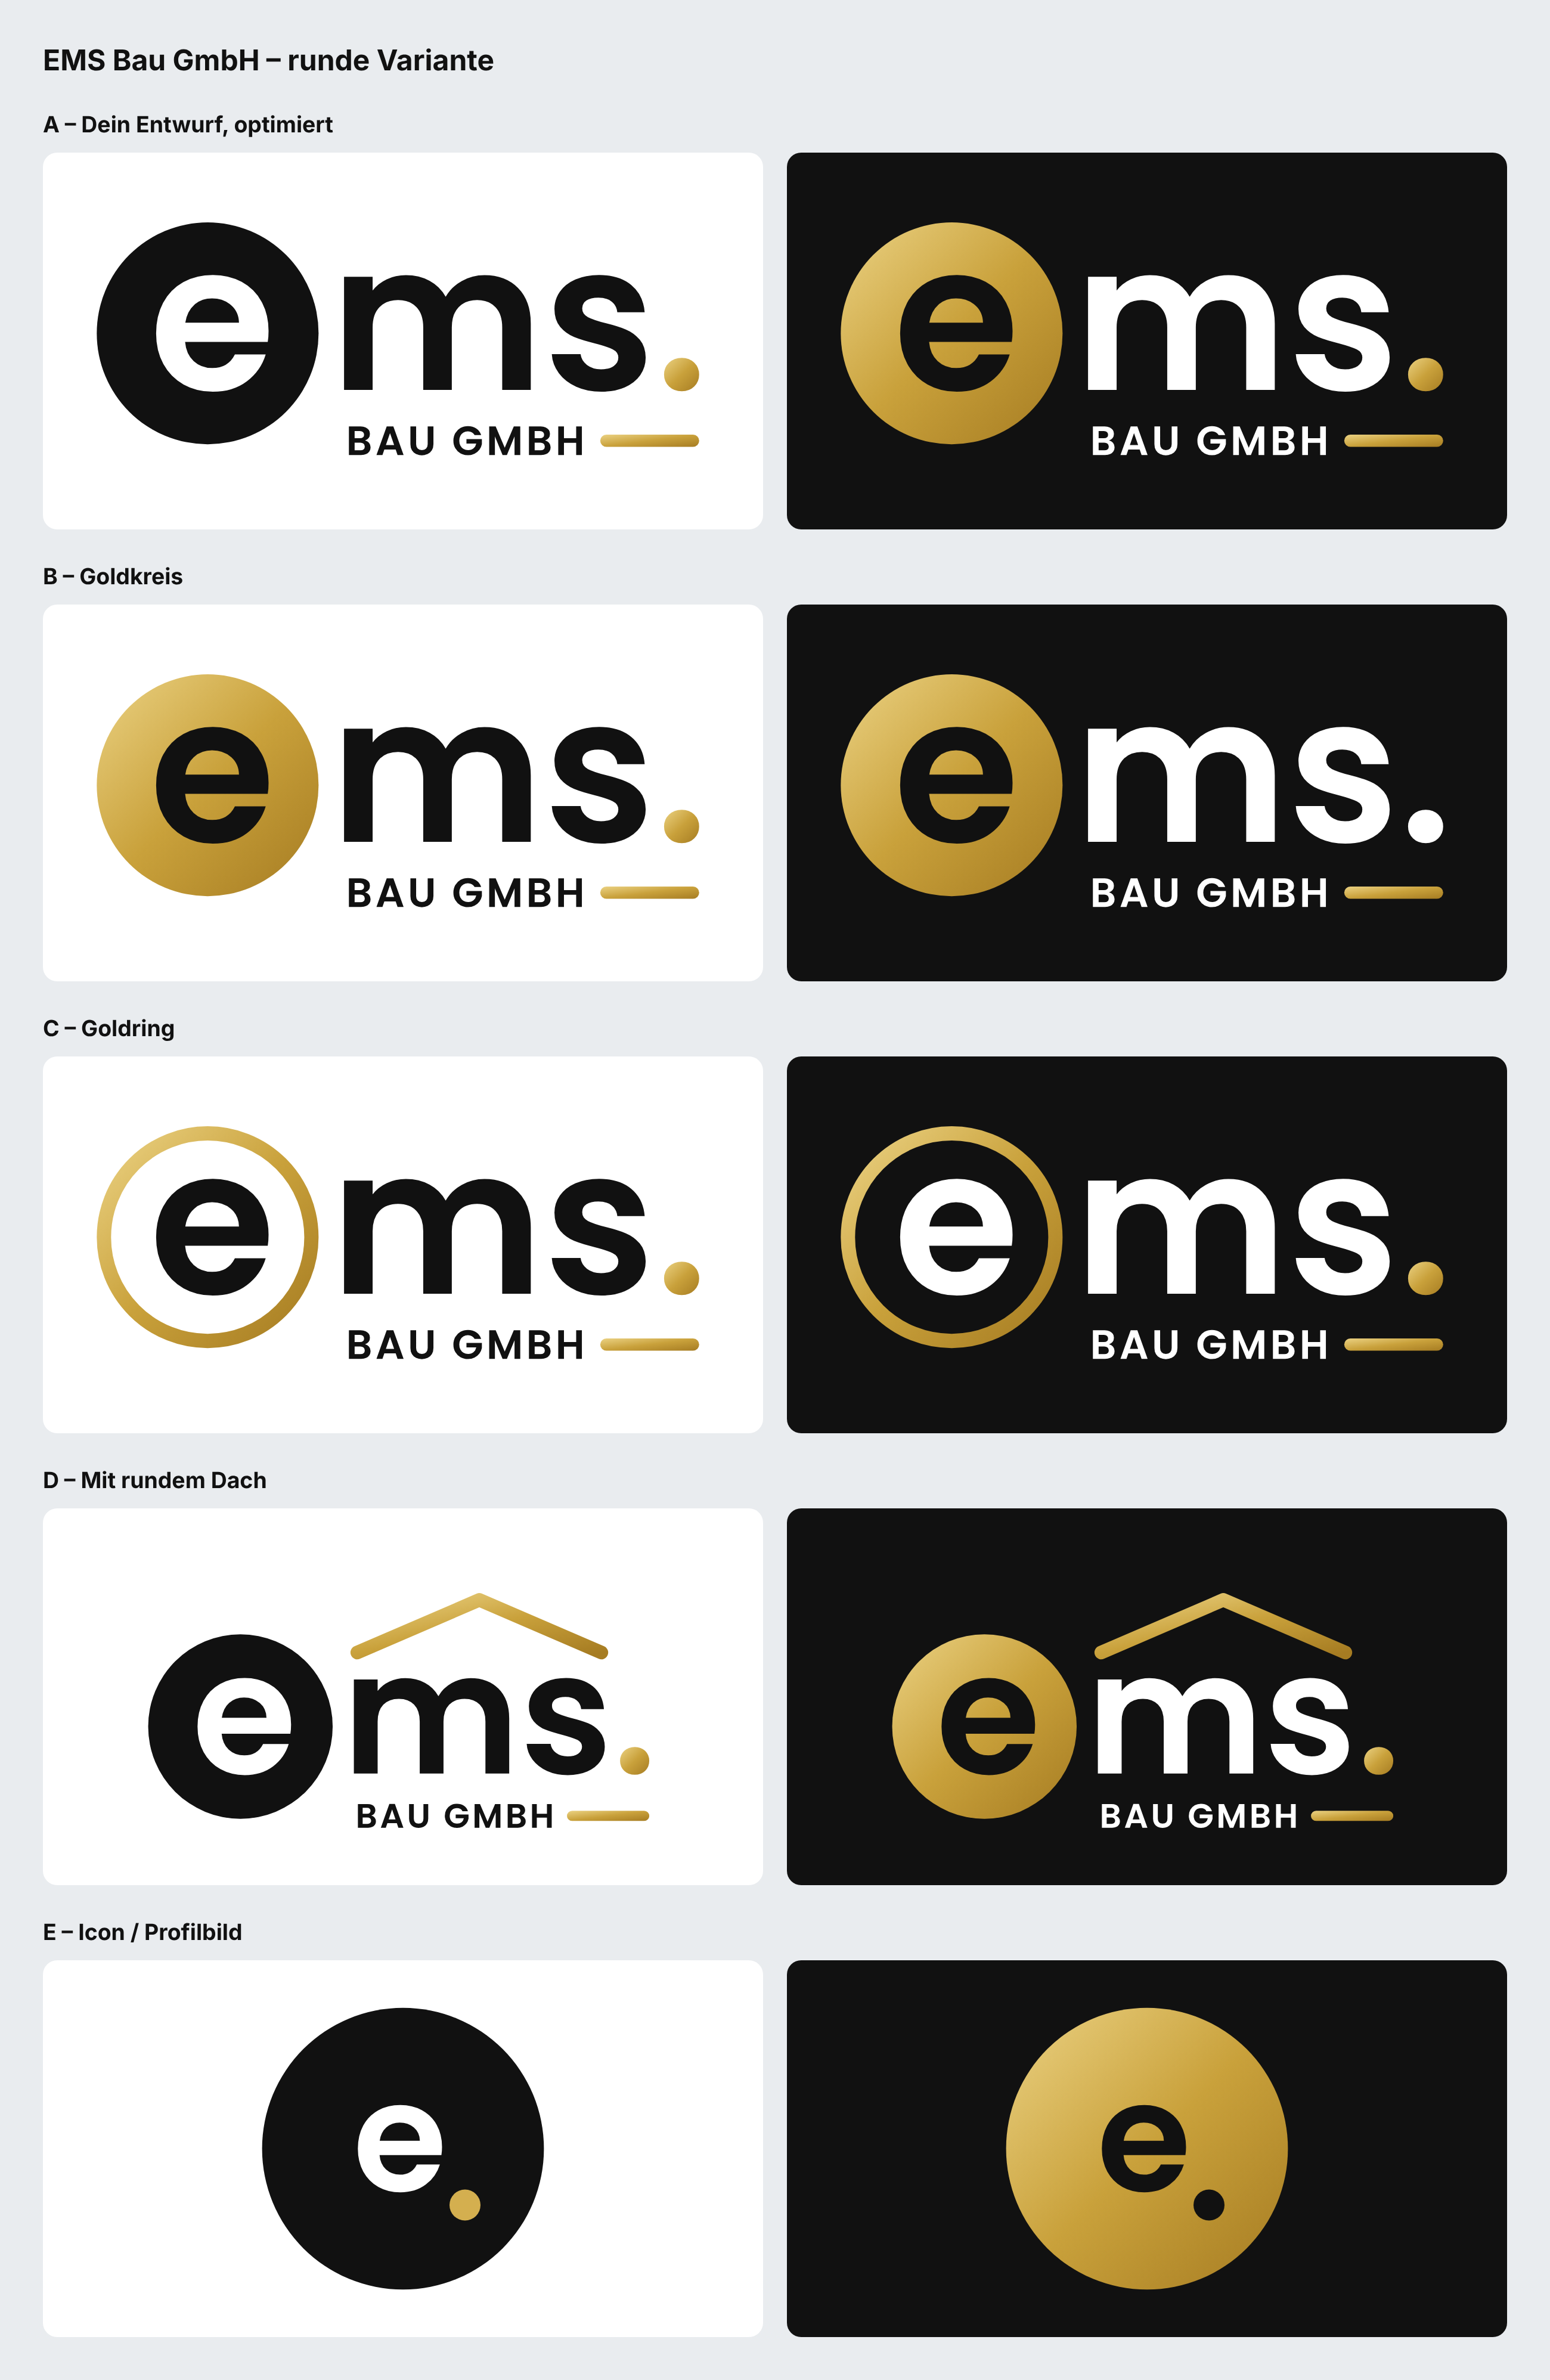 EMS Bau GmbH – runde Variante
A – Dein Entwurf, optimiert
ems.
BAU GMBH
ems.
BAU GMBH
B – Goldkreis
ems.
BAU GMBH
ems.
BAU GMBH
C – Goldring
ems.
BAU GMBH
ems.
BAU GMBH
D – Mit rundem Dach
ems.
BAU GMBH
ems.
BAU GMBH
E – Icon / Profilbild
e.
e.